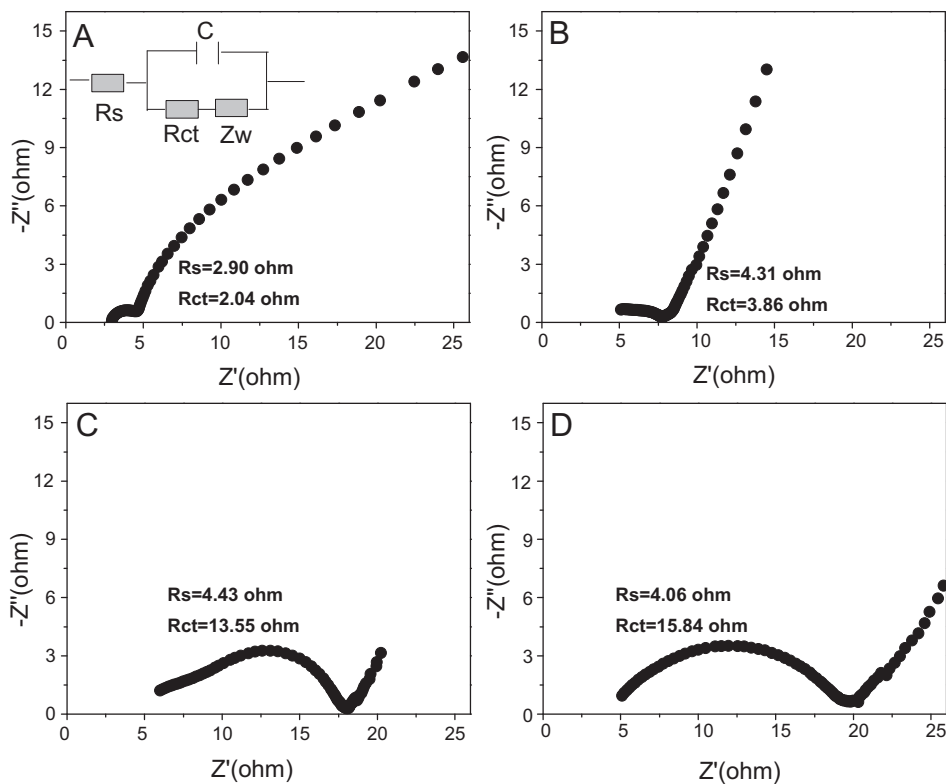 A
C
Rs
Rct
Zw
-Z"(ohm)
15
12
9
6
3
0
Rs=2.90 ohm
Rct=2.04 ohm
0 5 10 15 20 25
Z'(ohm)
B
-Z"(ohm)
15
12
9
6
3
0
Rs=4.31 ohm
Rct=3.86 ohm
0 5 10 15 20 25
Z'(ohm)
C
-Z"(ohm)
15
12
9
6
3
0
Rs=4.43 ohm
Rct=13.55 ohm
0 5 10 15 20 25
Z'(ohm)
D
-Z"(ohm)
15
12
9
6
3
0
Rs=4.06 ohm
Rct=15.84 ohm
0 5 10 15 20 25
Z'(ohm)